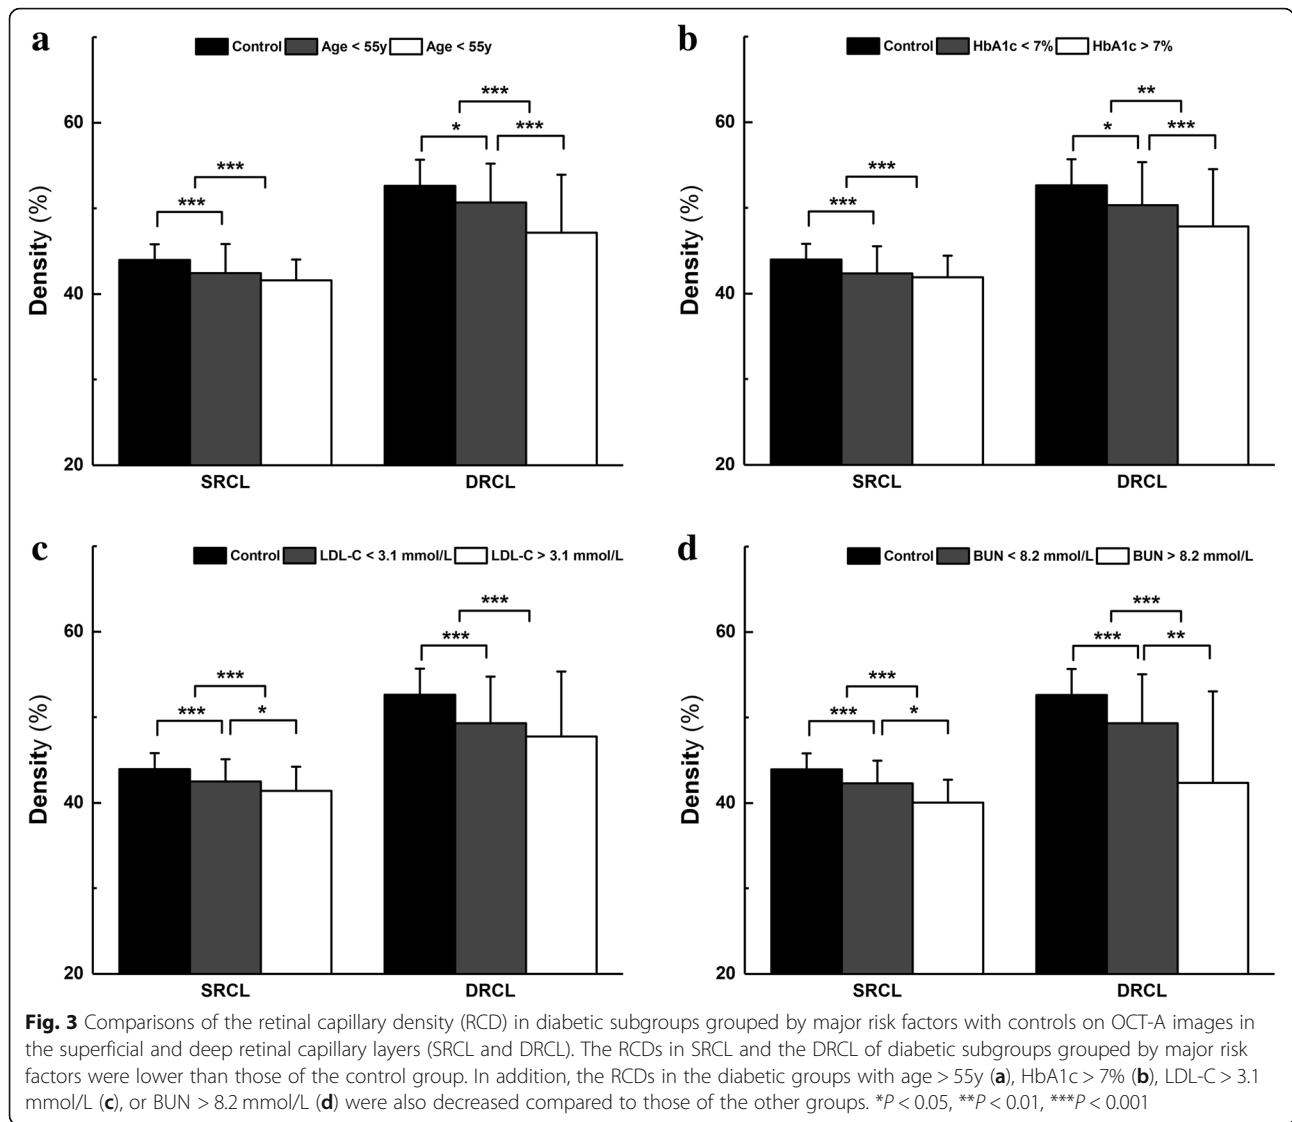 a
Control Age < 55y Age < 55y
***
* ***
***
***
60
40
20
Density (%)
SRCL DRCL
b
Control HbA1c < 7% HbA1c > 7%
**
* ***
***
***
60
40
20
Density (%)
SRCL DRCL
c
Control LDL-C < 3.1 mmol/L LDL-C > 3.1 mmol/L
***
***
***
*** *
60
40
20
Density (%)
SRCL DRCL
d
Control BUN < 8.2 mmol/L BUN > 8.2 mmol/L
***
*** **
***
*** *
60
40
20
Density (%)
SRCL DRCL
Fig. 3 Comparisons of the retinal capillary density (RCD) in diabetic subgroups grouped by major risk factors with controls on OCT-A images in
the superficial and deep retinal capillary layers (SRCL and DRCL). The RCDs in SRCL and the DRCL of diabetic subgroups grouped by major risk
factors were lower than those of the control group. In addition, the RCDs in the diabetic groups with age > 55y (a), HbA1c > 7% (b), LDL-C > 3.1
mmol/L (c), or BUN > 8.2 mmol/L (d) were also decreased compared to those of the other groups. *P < 0.05, **P < 0.01, ***P < 0.001